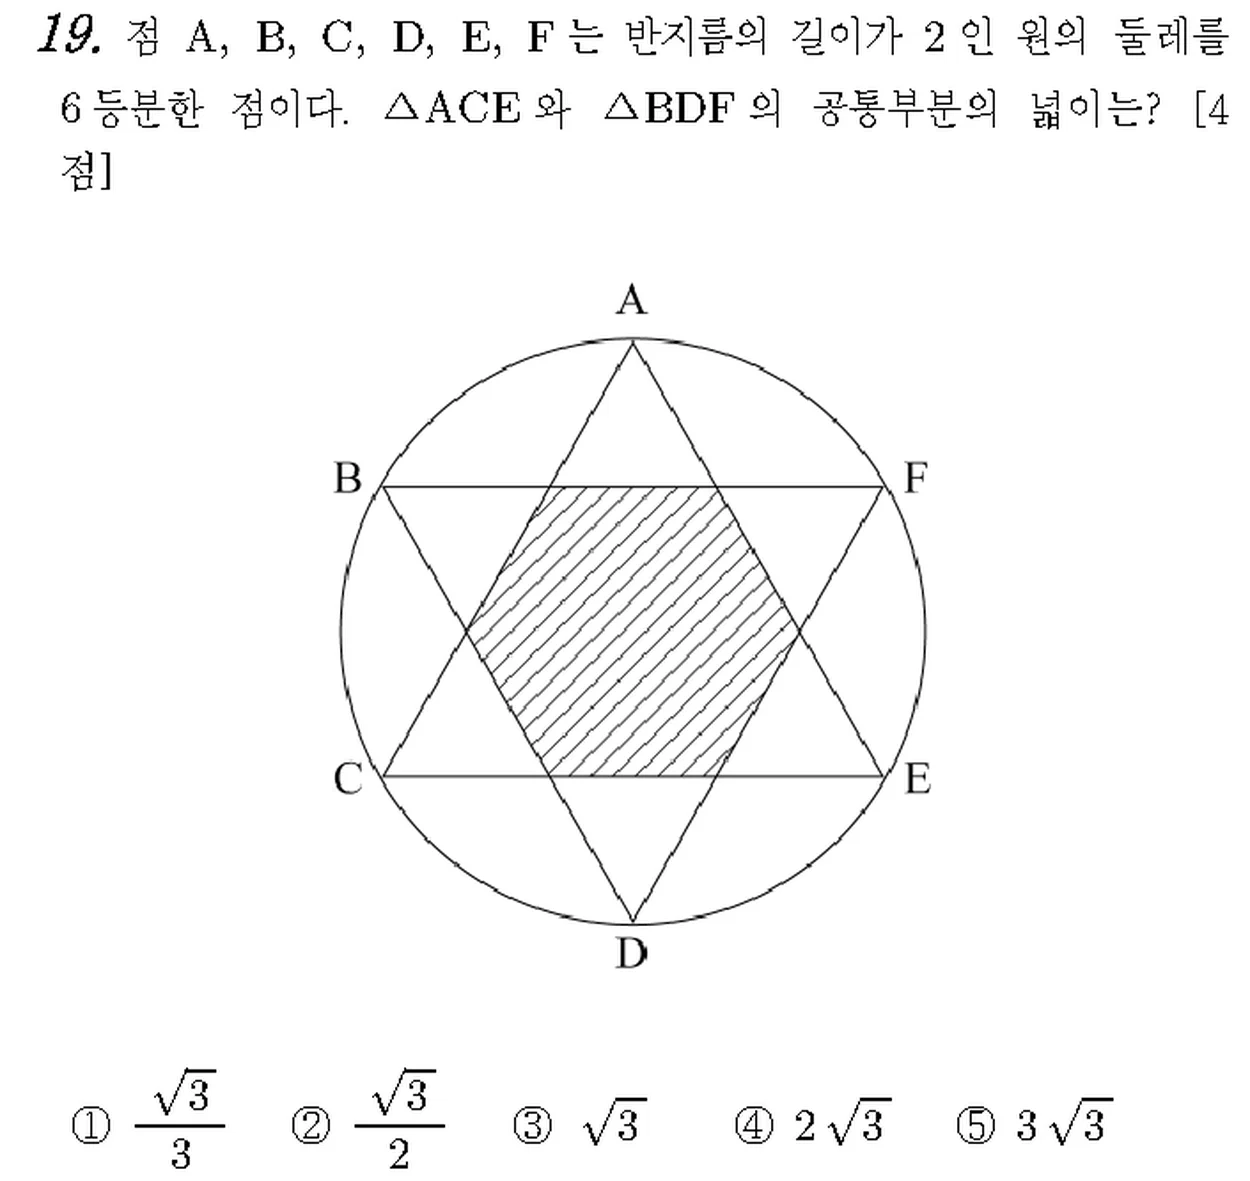 19. 점 A, B, C, D, E, F는 반지름의 길이가 2인 원의 둘레를
6등분한 점이다. △ACE와 △BDF의 공통부분의 넓이는? [4
점]
A
B F
C E
D
① √3/3 ② √3/2 ③ √3 ④ 2√3 ⑤ 3√3